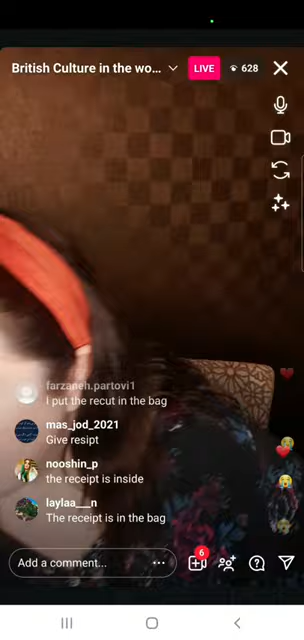 British Culture in the wo...
LIVE
628
farzaneh.partovi1
I put the recut in the bag
mas_jod_2021
Give resipt
nooshin_p
the receipt is inside
laylaa___n
The receipt is in the bag
Add a comment...
6